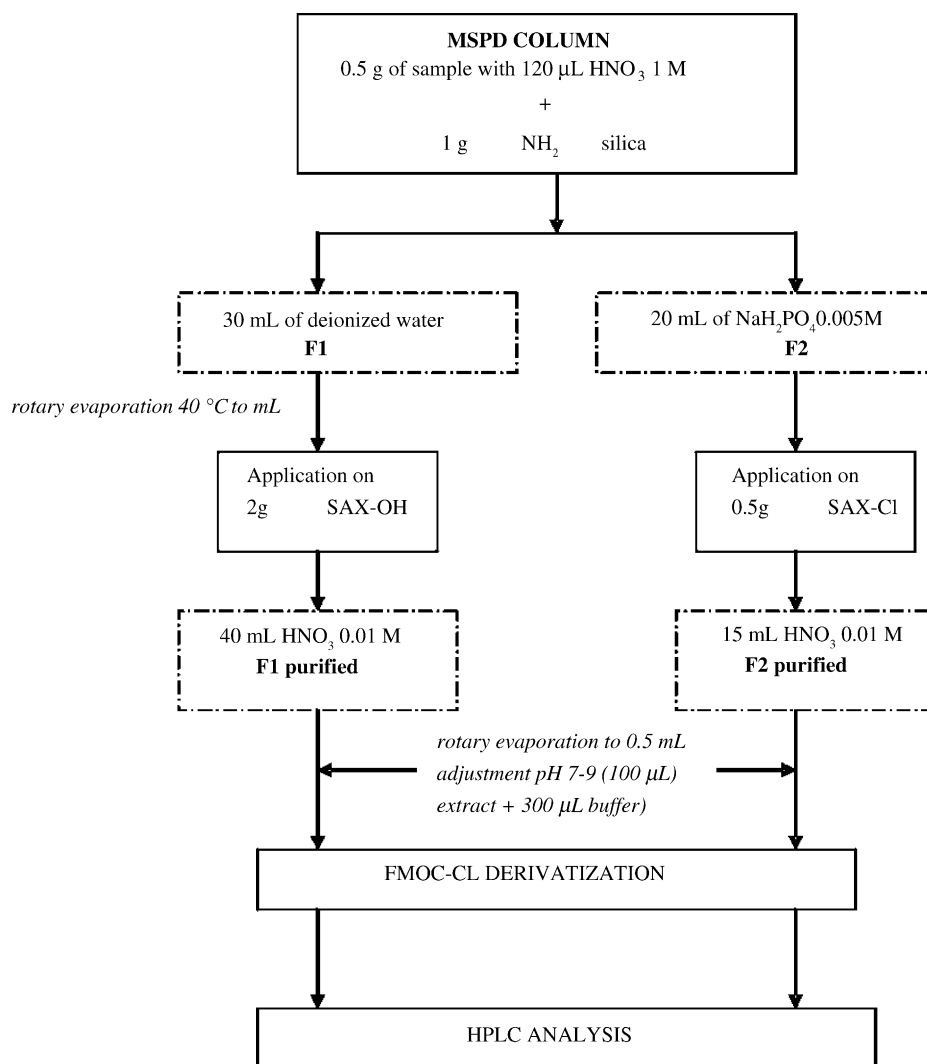 MSPD COLUMN
0.5 g of sample with 120 µL HNO₃ 1 M
+
1 g NH₂ silica
30 mL of deionized water
F1
20 mL of NaH₂PO₄0.005M
F2
rotary evaporation 40 °C to mL
Application on
2g SAX-OH
Application on
0.5g SAX-Cl
40 mL HNO₃ 0.01 M
F1 purified
15 mL HNO₃ 0.01 M
F2 purified
rotary evaporation to 0.5 mL
adjustment pH 7-9 (100 µL)
extract + 300 µL buffer)
FMOC-CL DERIVATIZATION
HPLC ANALYSIS